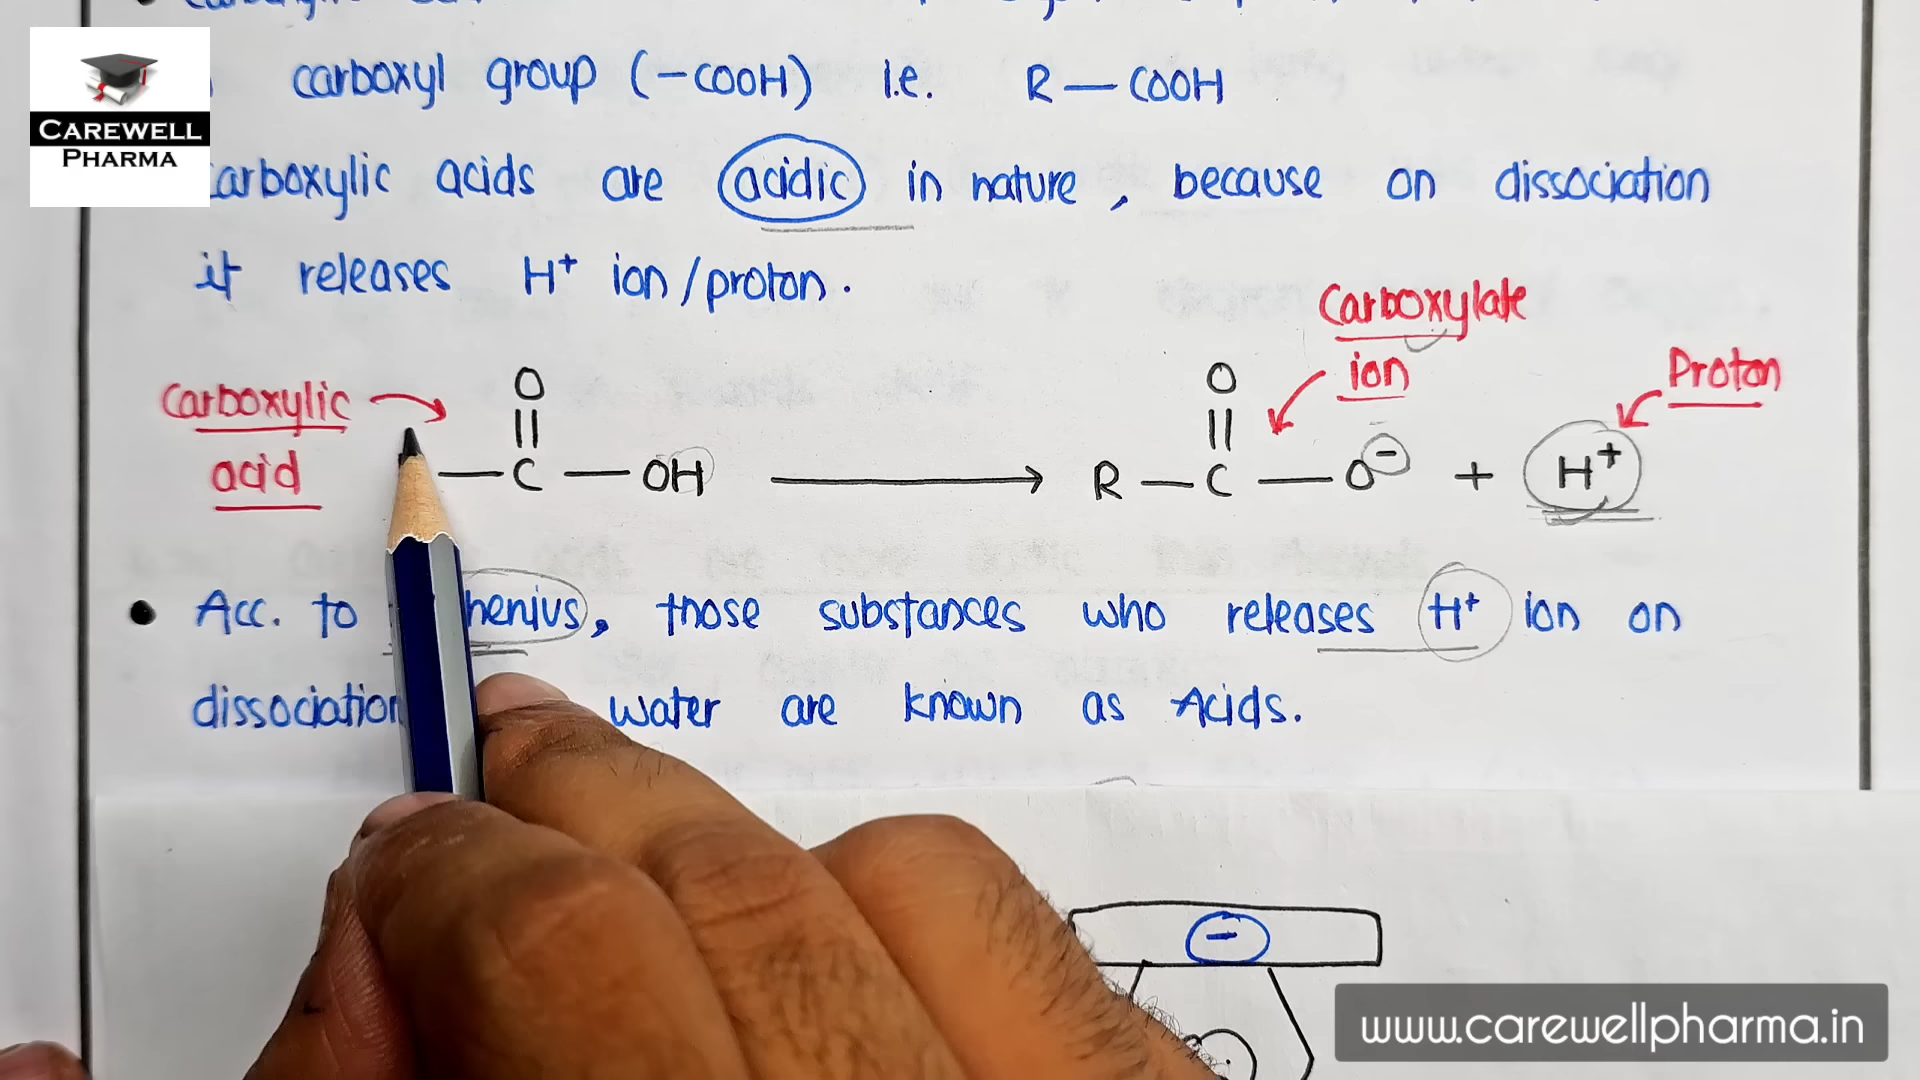 carboxyl group (-COOH) I.e. R — COOH
CAREWELL
PHARMA
carboxylic acids are acidic in nature, because on dissociation
it releases H+ ion/proton.
Carboxylate
ion
Proton
Carboxylic
acid
O
||
— C — OH
O
||
R — C — O⁻ + H+
Acc. to henius, those substances who releases H+ ion on
dissociation water are known as Acids.
−
www.carewellpharma.in